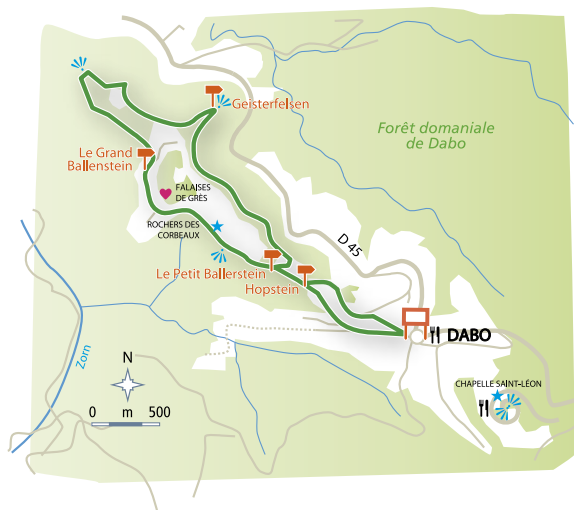 Geisterfelsen
Forêt domaniale
de Dabo
Le Grand
Ballenstein
FALAISES
DE GRÈS
ROCHERS DES
CORBEAUX
D 45
Le Petit Ballerstein
Hopstein
DABO
Zorn
N
CHAPELLE SAINT-LÉON
0 m 500